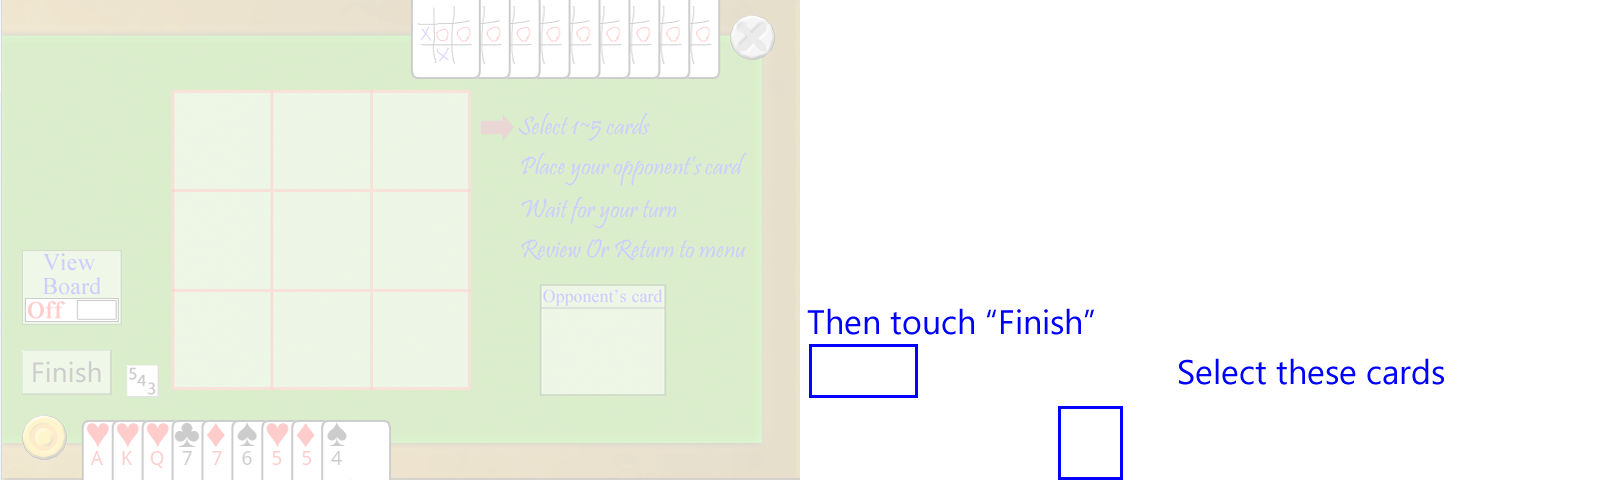 X O O O O O O O O O
X
Select 1~5 cards
Place your opponent's card
Wait for your turn
Review Or Return to menu
View
Board
Off
Opponent's card
Then touch “Finish”
Finish
5
4
3
Select these cards
A K Q 7 7 6 5 5 4